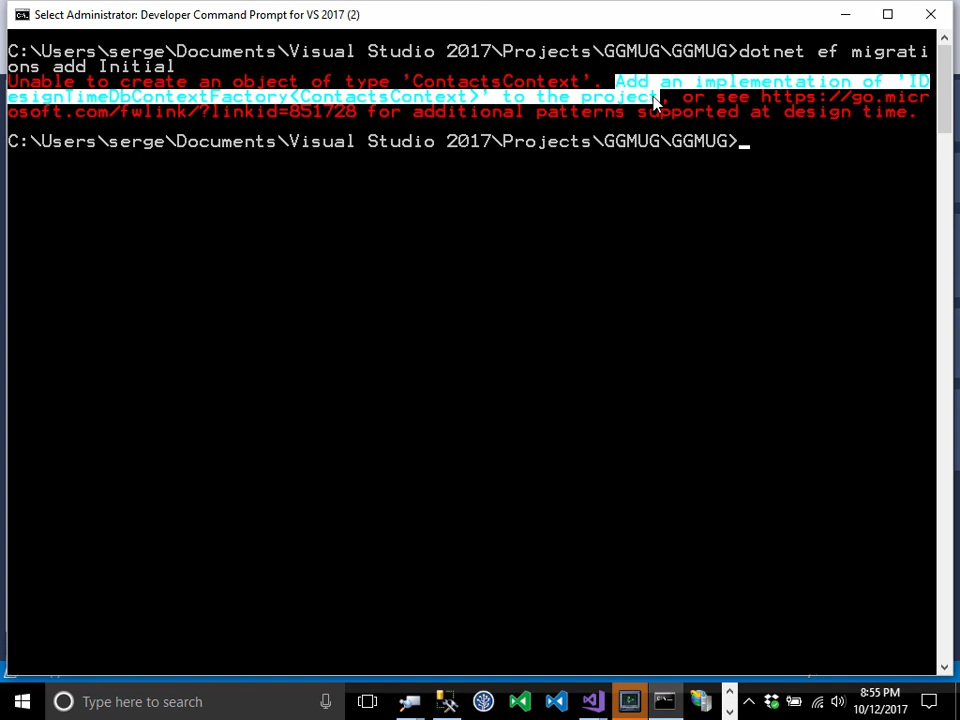 Select Administrator: Developer Command Prompt for VS 2017 (2)
C:\Users\serge\Documents\Visual Studio 2017\Projects\GGMUG\GGMUG>dotnet ef migrati
ons add Initial
Unable to create an object of type 'ContactsContext'. Add an implementation of 'ID
esignTimeDbContextFactory<ContactsContext>' to the project, or see https://go.micr
osoft.com/fwlink/?linkid=851728 for additional patterns supported at design time.
C:\Users\serge\Documents\Visual Studio 2017\Projects\GGMUG\GGMUG>
Type here to search
8:55 PM
10/12/2017